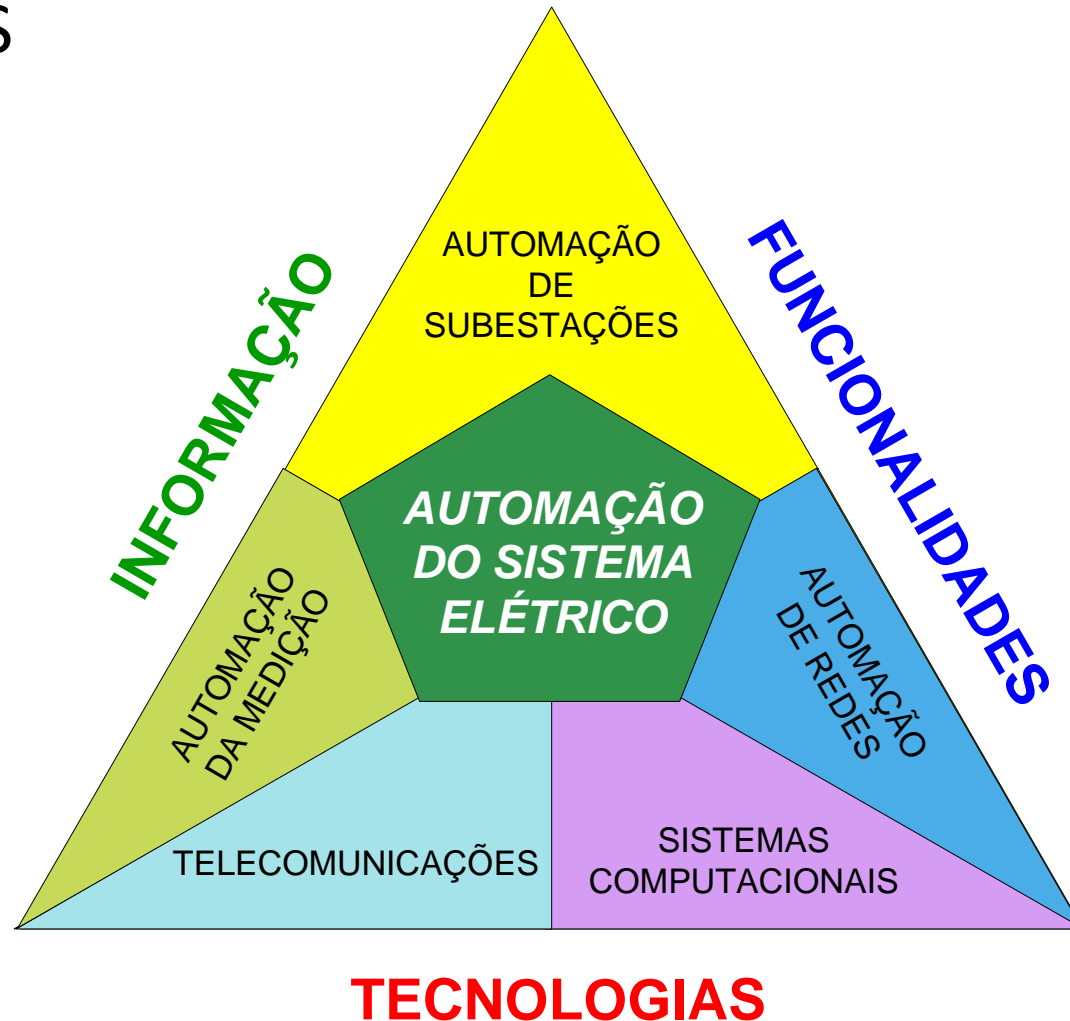 S
AUTOMAÇÃO
DE
SUBESTAÇÕES
INFORMAÇÃO
FUNCIONALIDADES
AUTOMAÇÃO
DO SISTEMA
ELÉTRICO
AUTOMAÇÃO
DA MEDIÇÃO
AUTOMAÇÃO
DE REDES
TELECOMUNICAÇÕES
SISTEMAS
COMPUTACIONAIS
TECNOLOGIAS